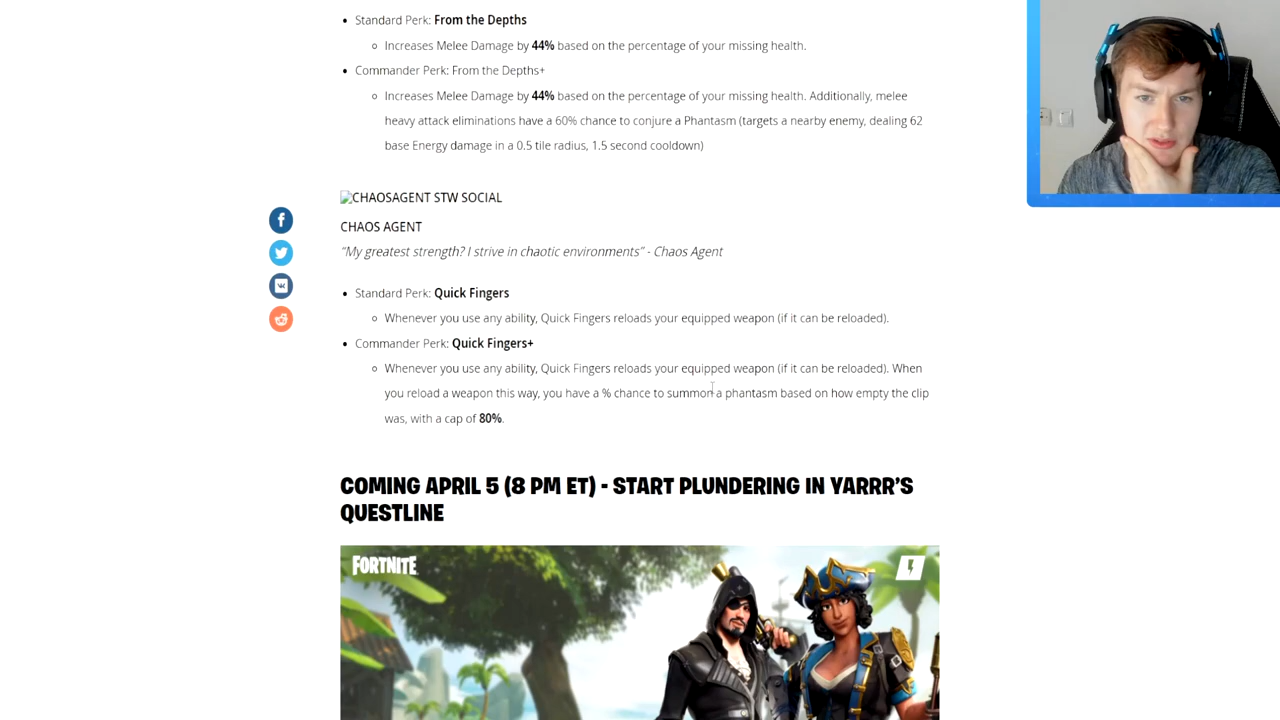 Standard Perk: From the Depths
Increases Melee Damage by 44% based on the percentage of your missing health.
Commander Perk: From the Depths+
Increases Melee Damage by 44% based on the percentage of your missing health. Additionally, melee
heavy attack eliminations have a 60% chance to conjure a Phantasm (targets a nearby enemy, dealing 62
base Energy damage in a 0.5 tile radius, 1.5 second cooldown)
CHAOSAGENT STW SOCIAL
CHAOS AGENT
“My greatest strength? I strive in chaotic environments” - Chaos Agent
Standard Perk: Quick Fingers
Whenever you use any ability, Quick Fingers reloads your equipped weapon (if it can be reloaded).
Commander Perk: Quick Fingers+
Whenever you use any ability, Quick Fingers reloads your equipped weapon (if it can be reloaded). When
you reload a weapon this way, you have a % chance to summon a phantasm based on how empty the clip
was, with a cap of 80%.
COMING APRIL 5 (8 PM ET) - START PLUNDERING IN YARRR’S
QUESTLINE
FORTNITE